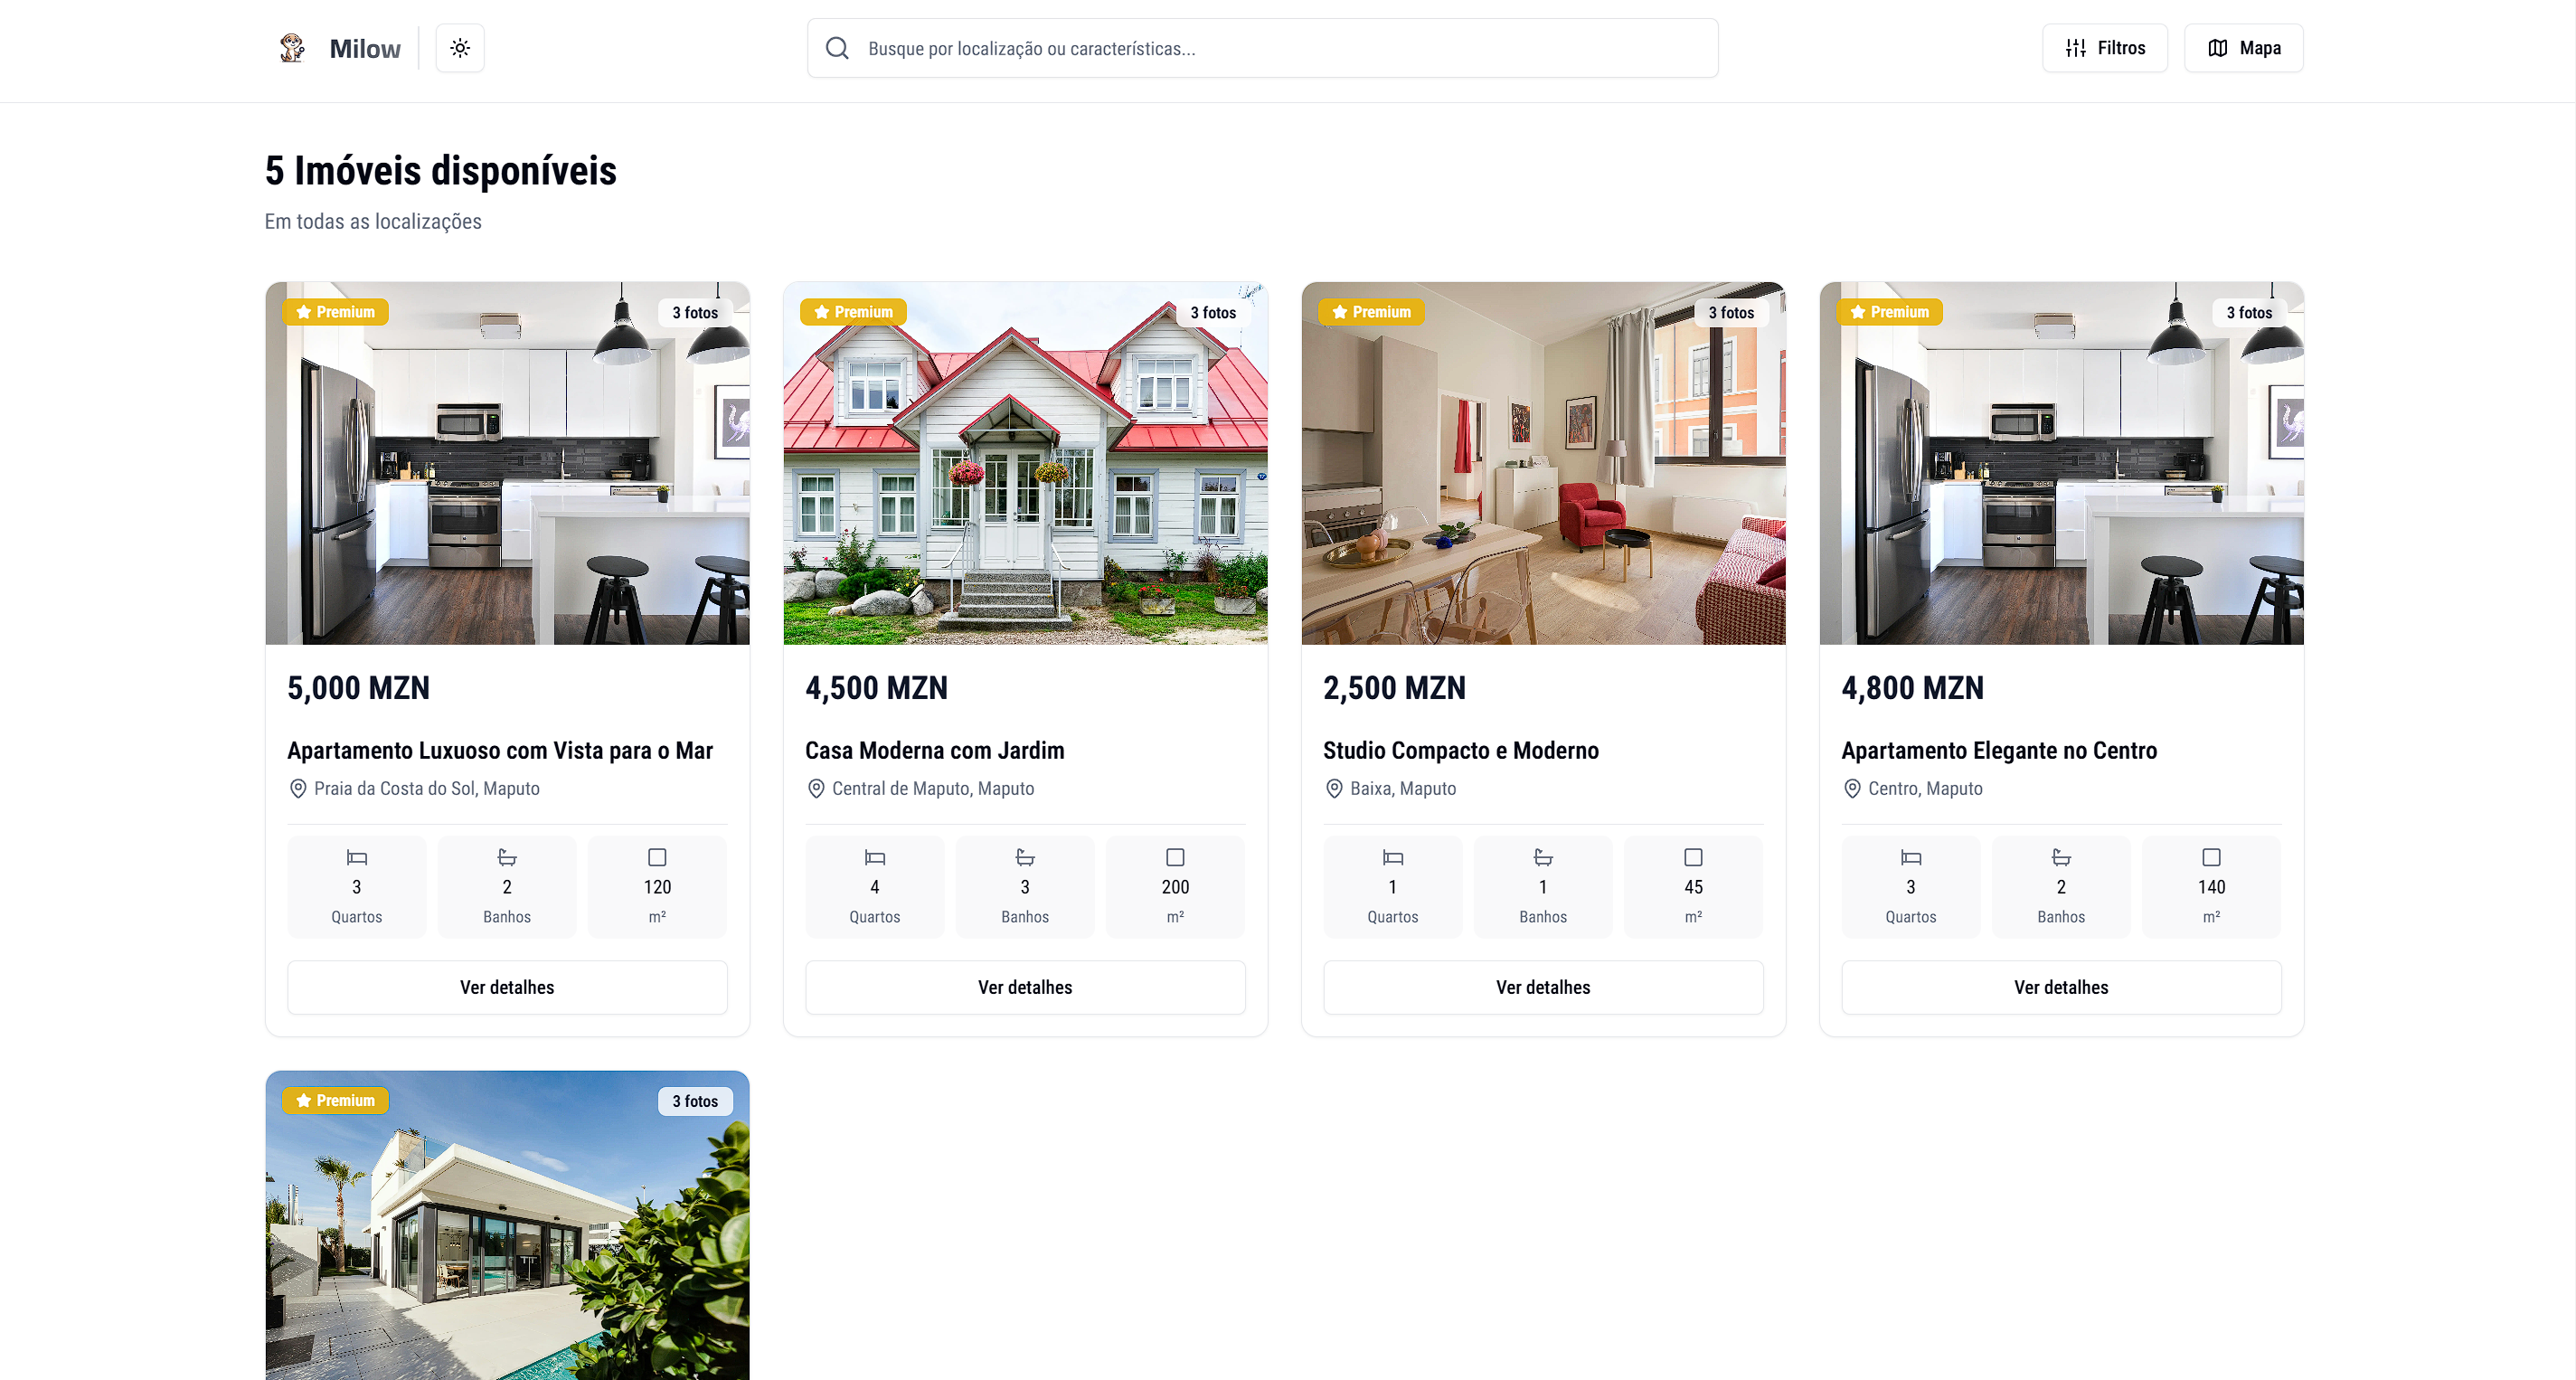 Milow
Busque por localização ou características...
Filtros
Mapa
5 Imóveis disponíveis
Em todas as localizações
Premium
3 fotos
5,000 MZN
Apartamento Luxuoso com Vista para o Mar
Praia da Costa do Sol, Maputo
3
Quartos
2
Banhos
120
m²
Ver detalhes
Premium
3 fotos
4,500 MZN
Casa Moderna com Jardim
Central de Maputo, Maputo
4
Quartos
3
Banhos
200
m²
Ver detalhes
Premium
3 fotos
2,500 MZN
Studio Compacto e Moderno
Baixa, Maputo
1
Quartos
1
Banhos
45
m²
Ver detalhes
Premium
3 fotos
4,800 MZN
Apartamento Elegante no Centro
Centro, Maputo
3
Quartos
2
Banhos
140
m²
Ver detalhes
Premium
3 fotos